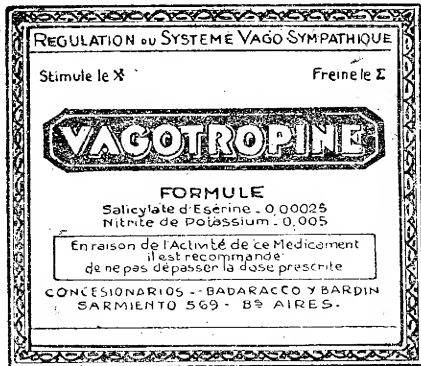 REGULATION DU SYSTEME VAGO SYMPATHIQUE
Stimule le X Freine le Σ
VAGOTROPINE
FORMULE
Salicylate d'Esérine - 0,00025
Nitrite de Potassium - 0,005
En raison de l'Activité de ce Medicament
il est recommandé
de ne pas dépasser la dose prescrite
CONCESIONARIOS -- BADARACCO Y BARDIN
SARMIENTO 569 - Bs AIRES.